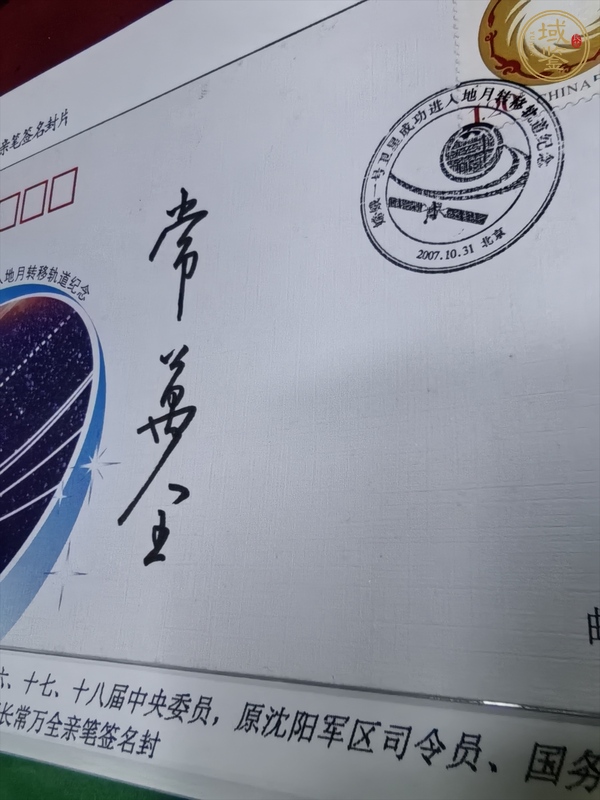 亲笔签名封片
域鉴
CHINA
嫦娥一号卫星成功进入地月转移轨道纪念
2007.10.31 北京
入地月转移轨道纪念
常萬全
六、十七、十八届中央委员，原沈阳军区司令员、国务
长常万全亲笔签名封